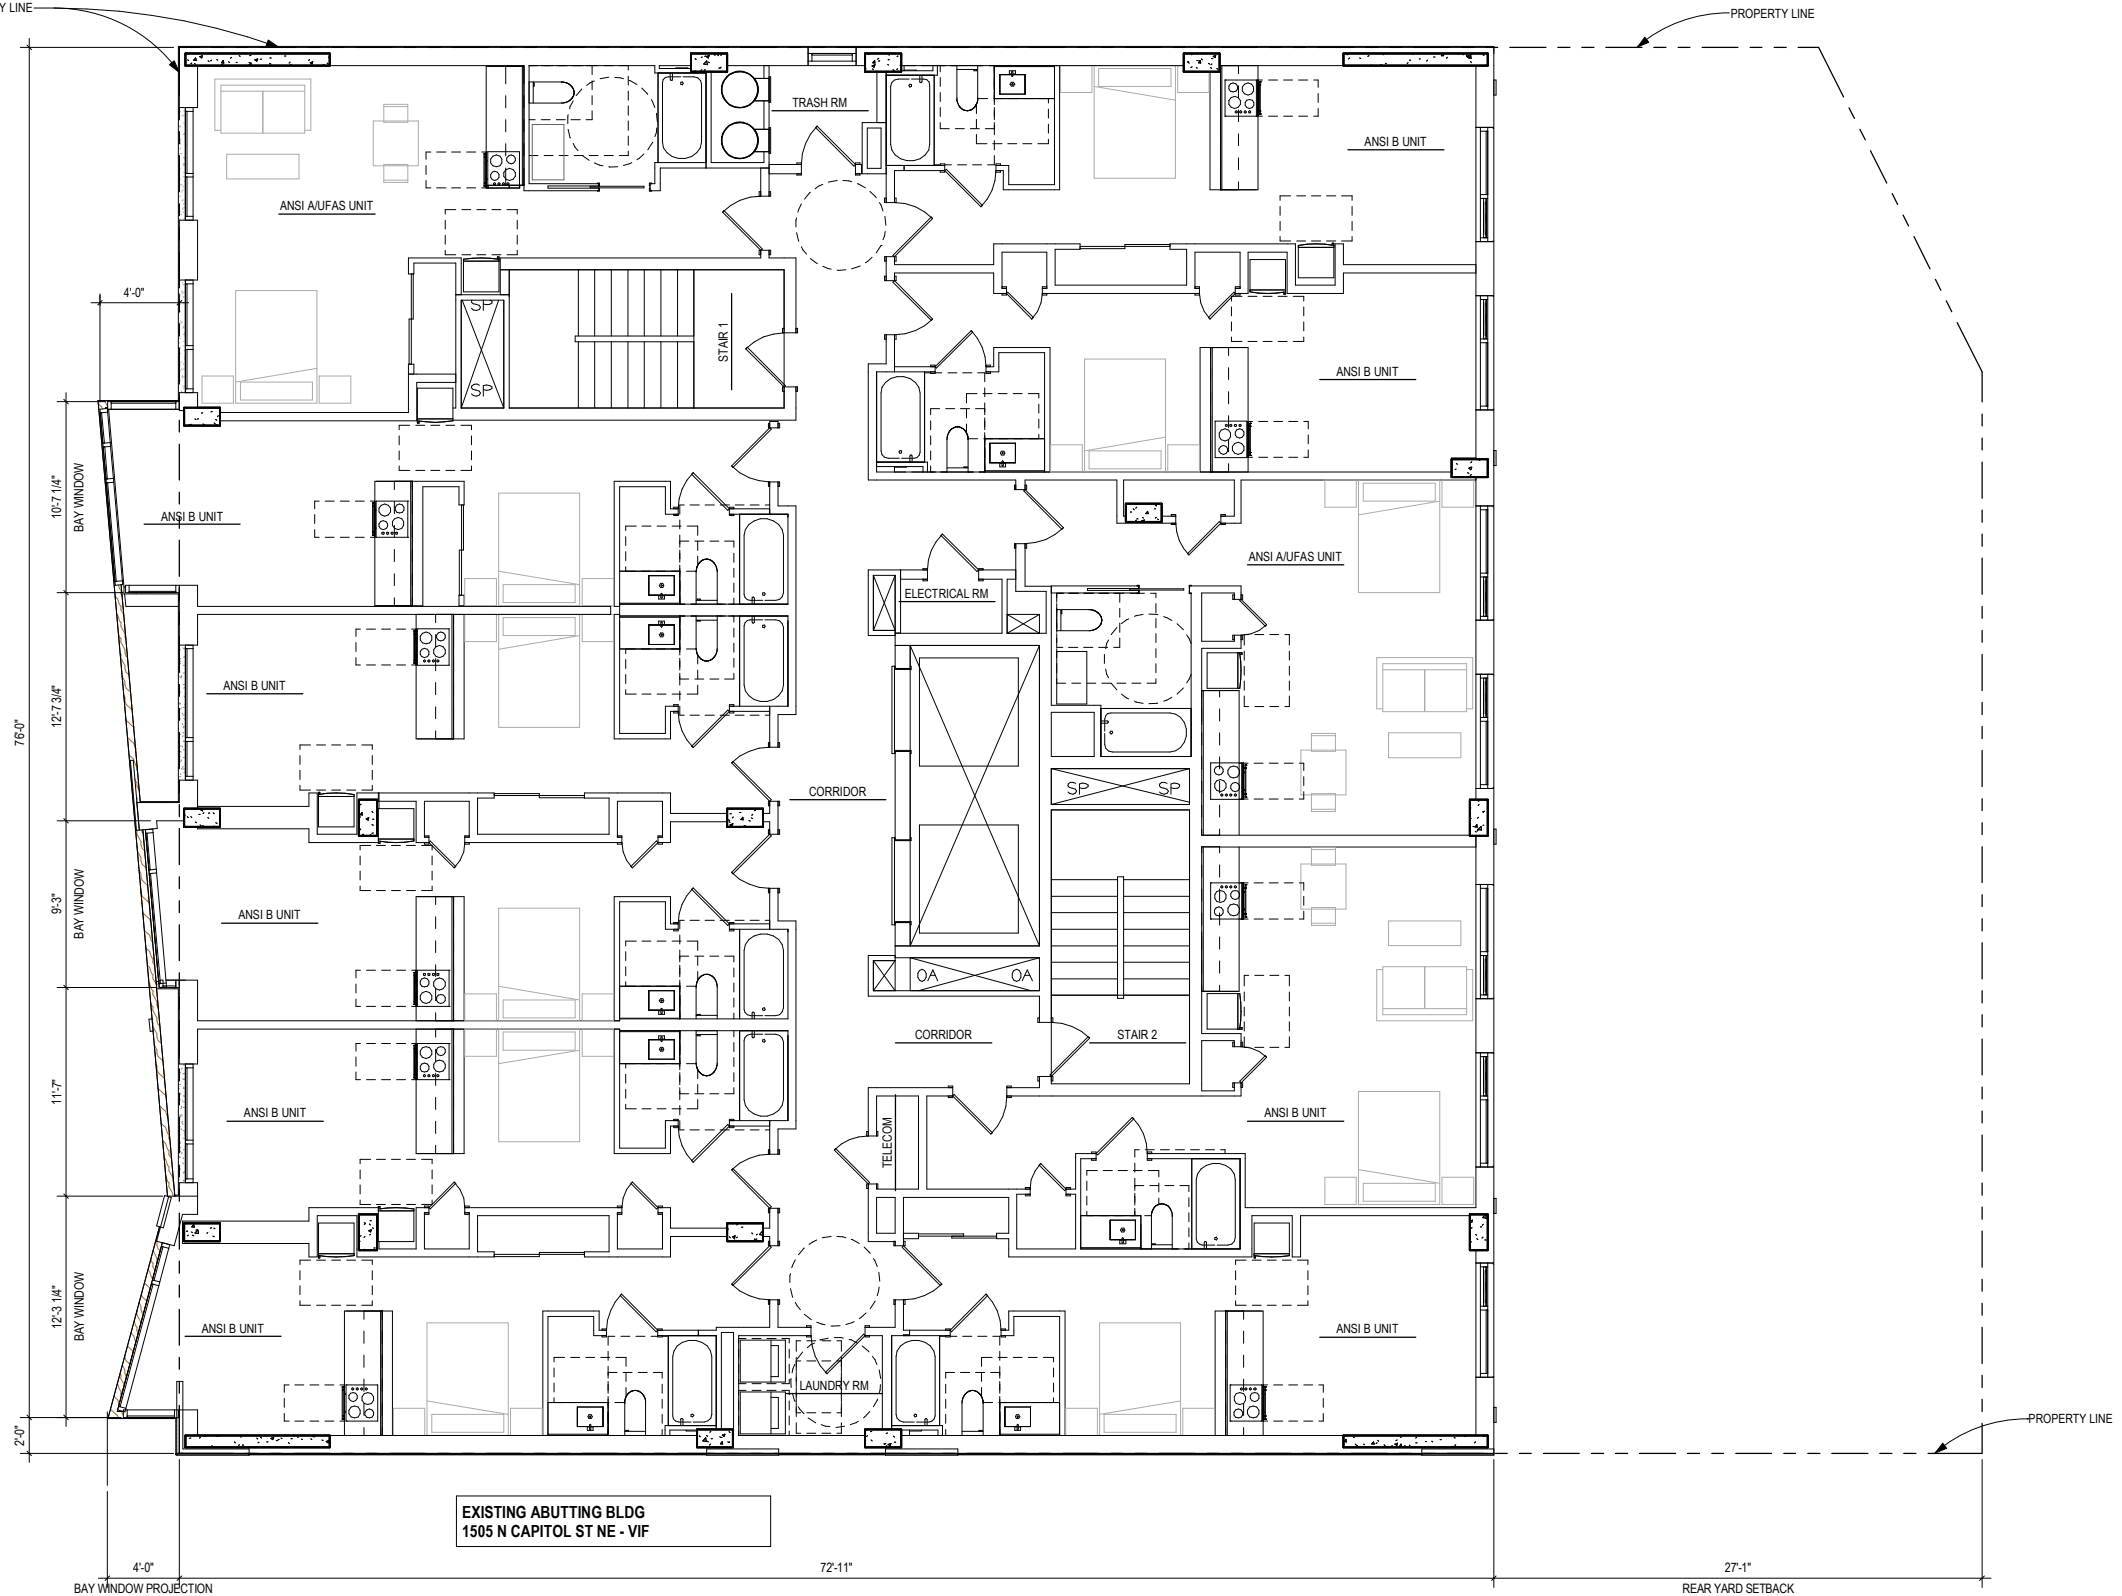 Y LINE
PROPERTY LINE
TRASH RM
ANSI B UNIT
ANSI A/UFAS UNIT
4'-0"
SP
SP
STAIR 1
ANSI B UNIT
10'-7 1/4"
BAY WINDOW
ANSI B UNIT
ANSI A/UFAS UNIT
ELECTRICAL RM
ANSI B UNIT
12'-7 3/4"
76'-0"
CORRIDOR
SP
SP
9'-3"
BAY WINDOW
ANSI B UNIT
OA
OA
CORRIDOR
STAIR 2
11'-7"
ANSI B UNIT
TELECOM
ANSI B UNIT
12'-3 1/4"
BAY WINDOW
ANSI B UNIT
ANSI B UNIT
LAUNDRY RM
2'-0"
PROPERTY LINE
EXISTING ABUTTING BLDG
1505 N CAPITOL ST NE - VIF
4'-0"
72'-11"
27'-1"
BAY WINDOW PROJECTION
REAR YARD SETBACK